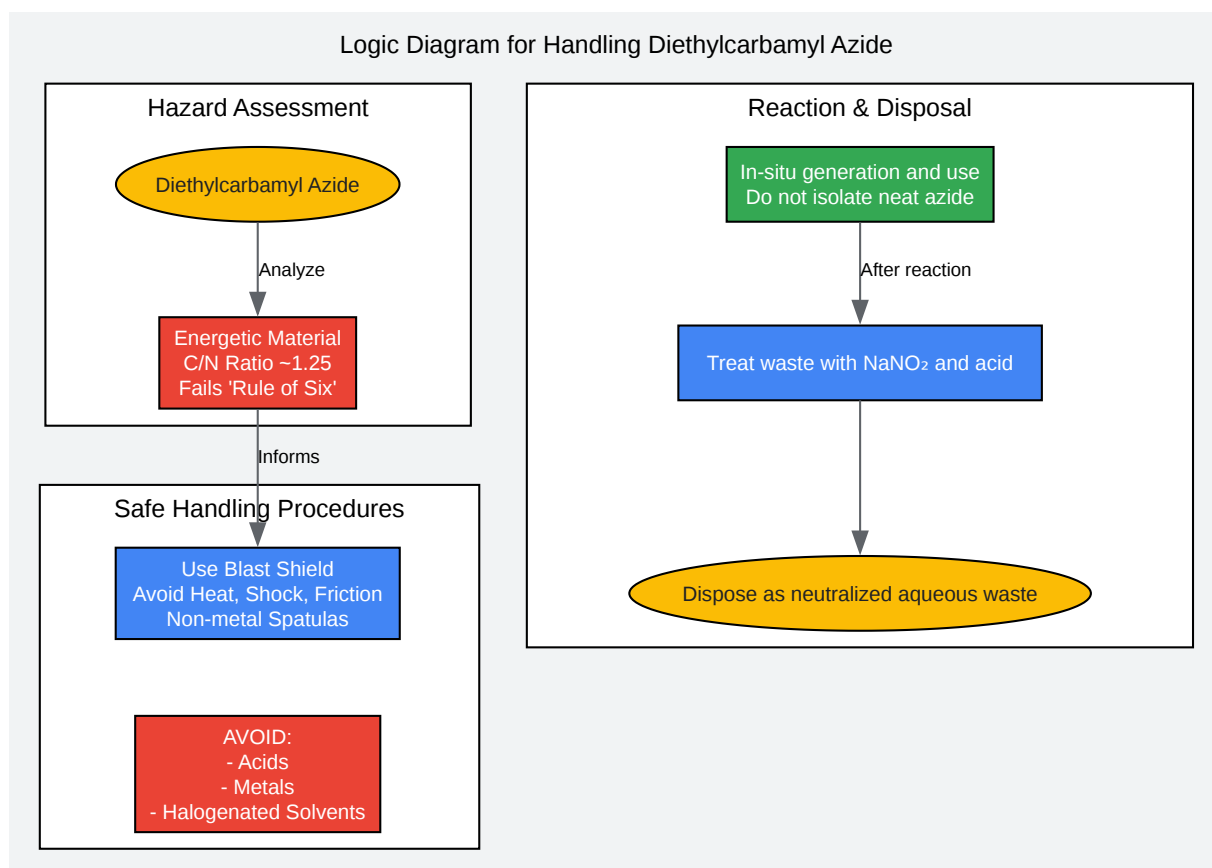 Logic Diagram for Handling Diethylcarbamyl Azide
Hazard Assessment
Diethylcarbamyl Azide
Analyze
Energetic Material
C/N Ratio ~1.25
Fails 'Rule of Six'
Informs
Safe Handling Procedures
Use Blast Shield
Avoid Heat, Shock, Friction
Non-metal Spatulas
AVOID:
- Acids
- Metals
- Halogenated Solvents
Reaction & Disposal
In-situ generation and use
Do not isolate neat azide
After reaction
Treat waste with NaNO₂ and acid
Dispose as neutralized aqueous waste